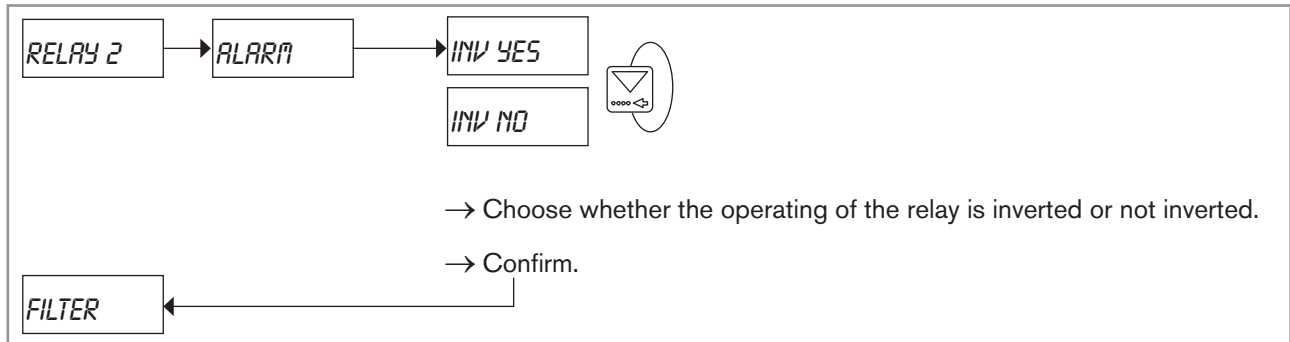 RELAY 2
ALARM
INV YES
INV NO
→ Choose whether the operating of the relay is inverted or not inverted.
→ Confirm.
FILTER